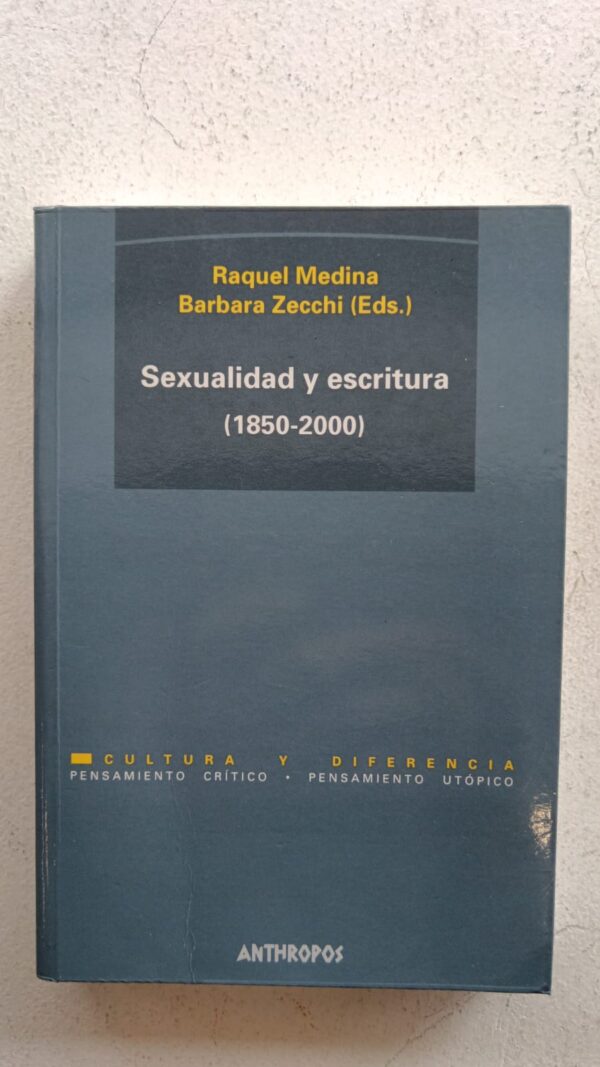 Raquel Medina
Barbara Zecchi (Eds.)
Sexualidad y escritura
(1850-2000)
CULTURA Y DIFERENCIA
PENSAMIENTO CRÍTICO • PENSAMIENTO UTÓPICO
ANTHROPOS